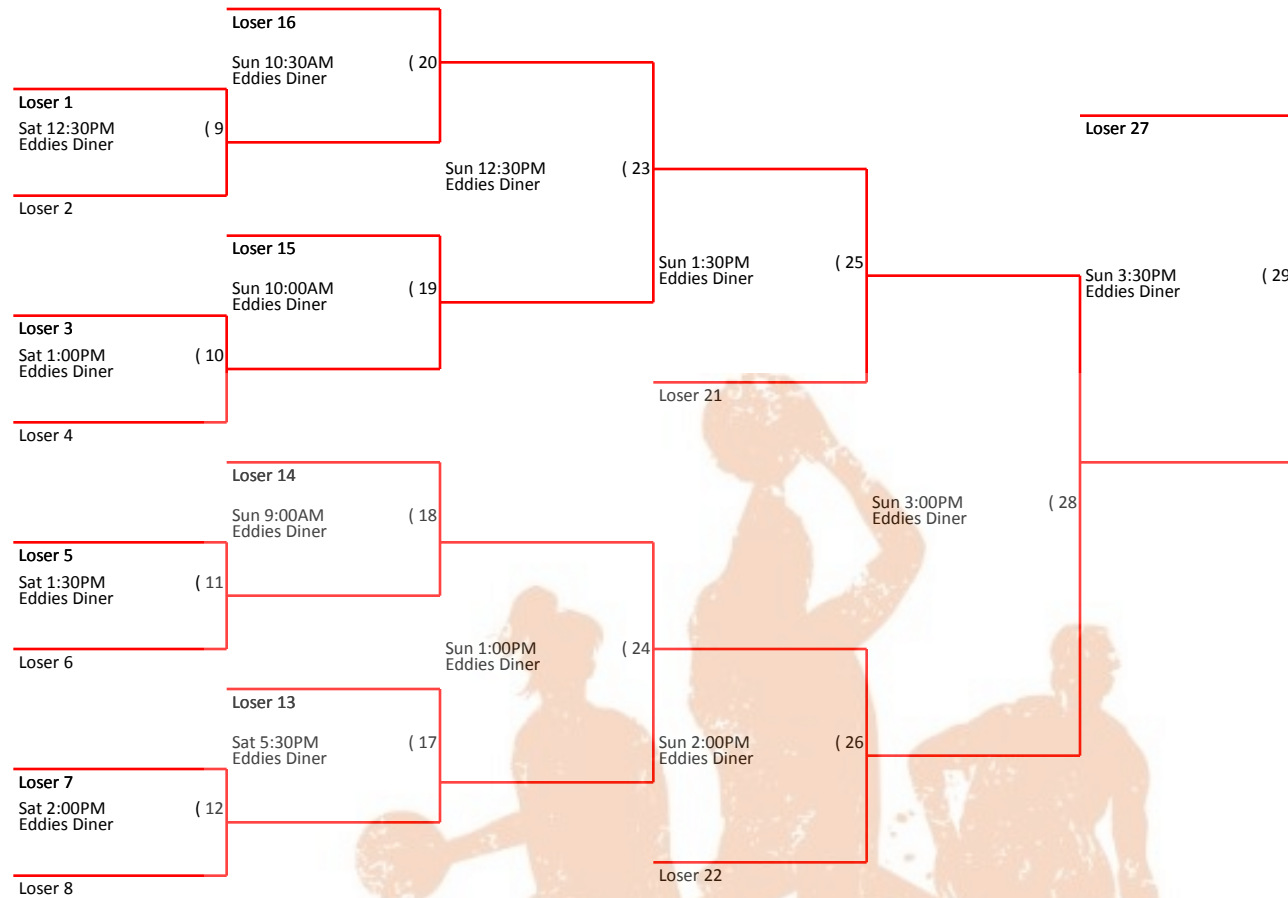 Loser 16
Sun 10:30AM
( 20
Eddies Diner
Loser 1
Sat 12:30PM
( 9
Eddies Diner
Loser 2
Sun 12:30PM
( 23
Eddies Diner
Loser 27
Loser 15
Sun 10:00AM
( 19
Eddies Diner
Sun 1:30PM
( 25
Eddies Diner
Sun 3:30PM
( 29
Eddies Diner
Loser 3
Sat 1:00PM
( 10
Eddies Diner
Loser 4
Loser 21
Loser 14
Sun 9:00AM
( 18
Eddies Diner
Sun 3:00PM
( 28
Eddies Diner
Loser 5
Sat 1:30PM
( 11
Eddies Diner
Loser 6
Sun 1:00PM
( 24
Eddies Diner
Loser 13
Sat 5:30PM
( 17
Eddies Diner
Sun 2:00PM
( 26
Eddies Diner
Loser 7
Sat 2:00PM
( 12
Eddies Diner
Loser 8
Loser 22